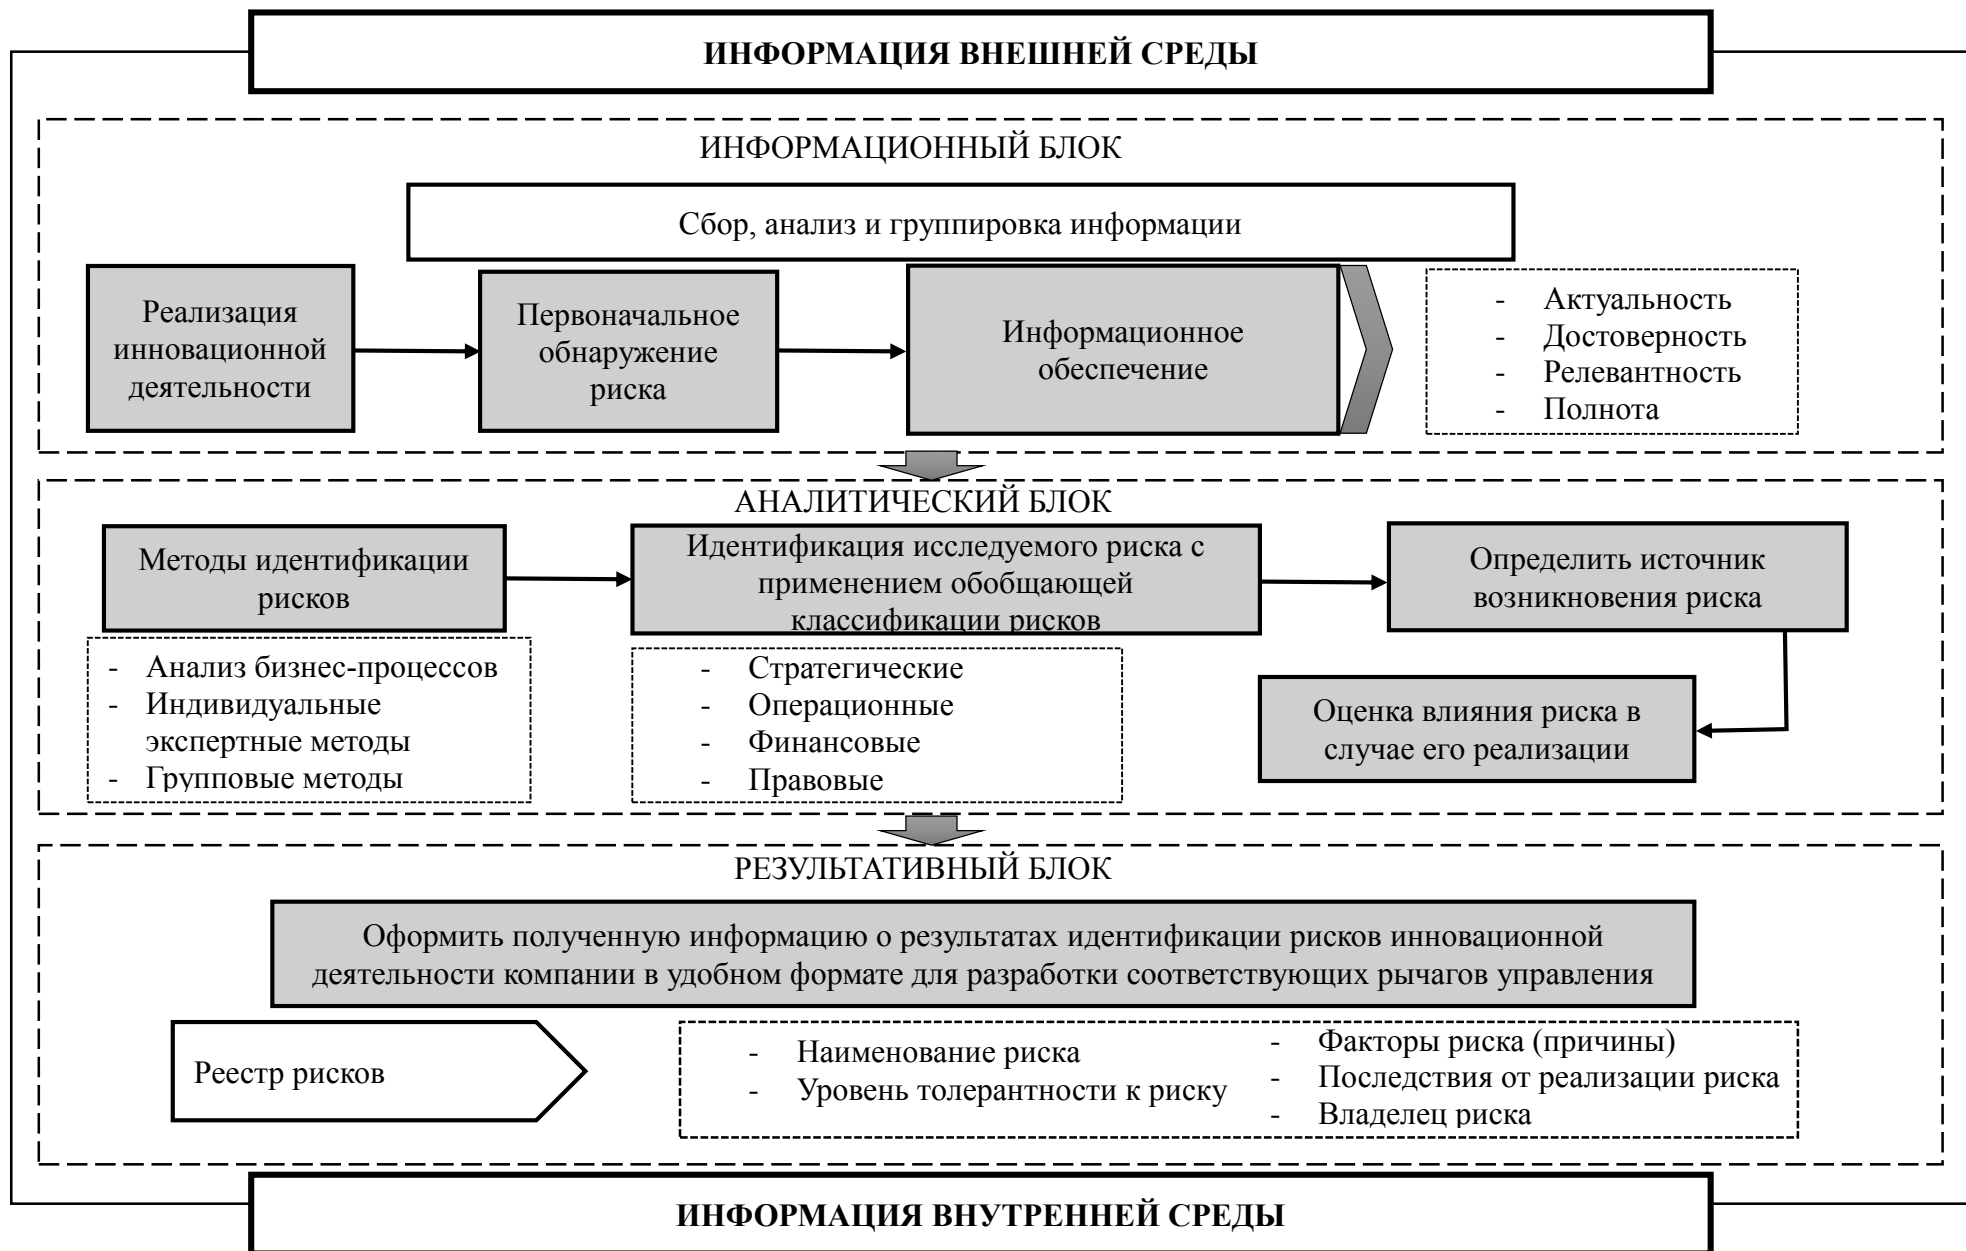 ИНФОРМАЦИЯ ВНЕШНЕЙ СРЕДЫ
ИНФОРМАЦИОННЫЙ БЛОК
Сбор, анализ и группировка информации
Реализация
инновационной
деятельности
Первоначальное
обнаружение
риска
Информационное
обеспечение
- Актуальность
- Достоверность
- Релевантность
- Полнота
АНАЛИТИЧЕСКИЙ БЛОК
Методы идентификации
рисков
Идентификация исследуемого риска с
применением обобщающей
классификации рисков
Определить источник
возникновения риска
- Анализ бизнес-процессов
- Индивидуальные
экспертные методы
- Групповые методы
- Стратегические
- Операционные
- Финансовые
- Правовые
Оценка влияния риска в
случае его реализации
РЕЗУЛЬТАТИВНЫЙ БЛОК
Оформить полученную информацию о результатах идентификации рисков инновационной
деятельности компании в удобном формате для разработки соответствующих рычагов управления
Реестр рисков
- Наименование риска
- Уровень толерантности к риску
- Факторы риска (причины)
- Последствия от реализации риска
- Владелец риска
ИНФОРМАЦИЯ ВНУТРЕННЕЙ СРЕДЫ